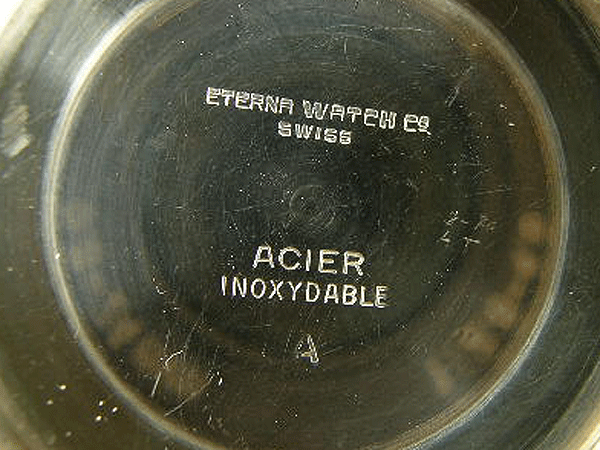 ETERNA WATCH Co
SWISS
ACIER
INOXYDABLE
A